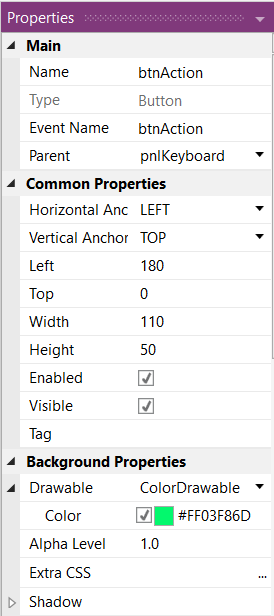 Properties
Main
Name btnAction
Type Button
Event Name btnAction
Parent pnlKeyboard
Common Properties
Horizontal Anc LEFT
Vertical Anchor TOP
Left 180
Top 0
Width 110
Height 50
Enabled
Visible
Tag
Background Properties
Drawable ColorDrawable
Color #FF03F86D
Alpha Level 1.0
Extra CSS ...
Shadow